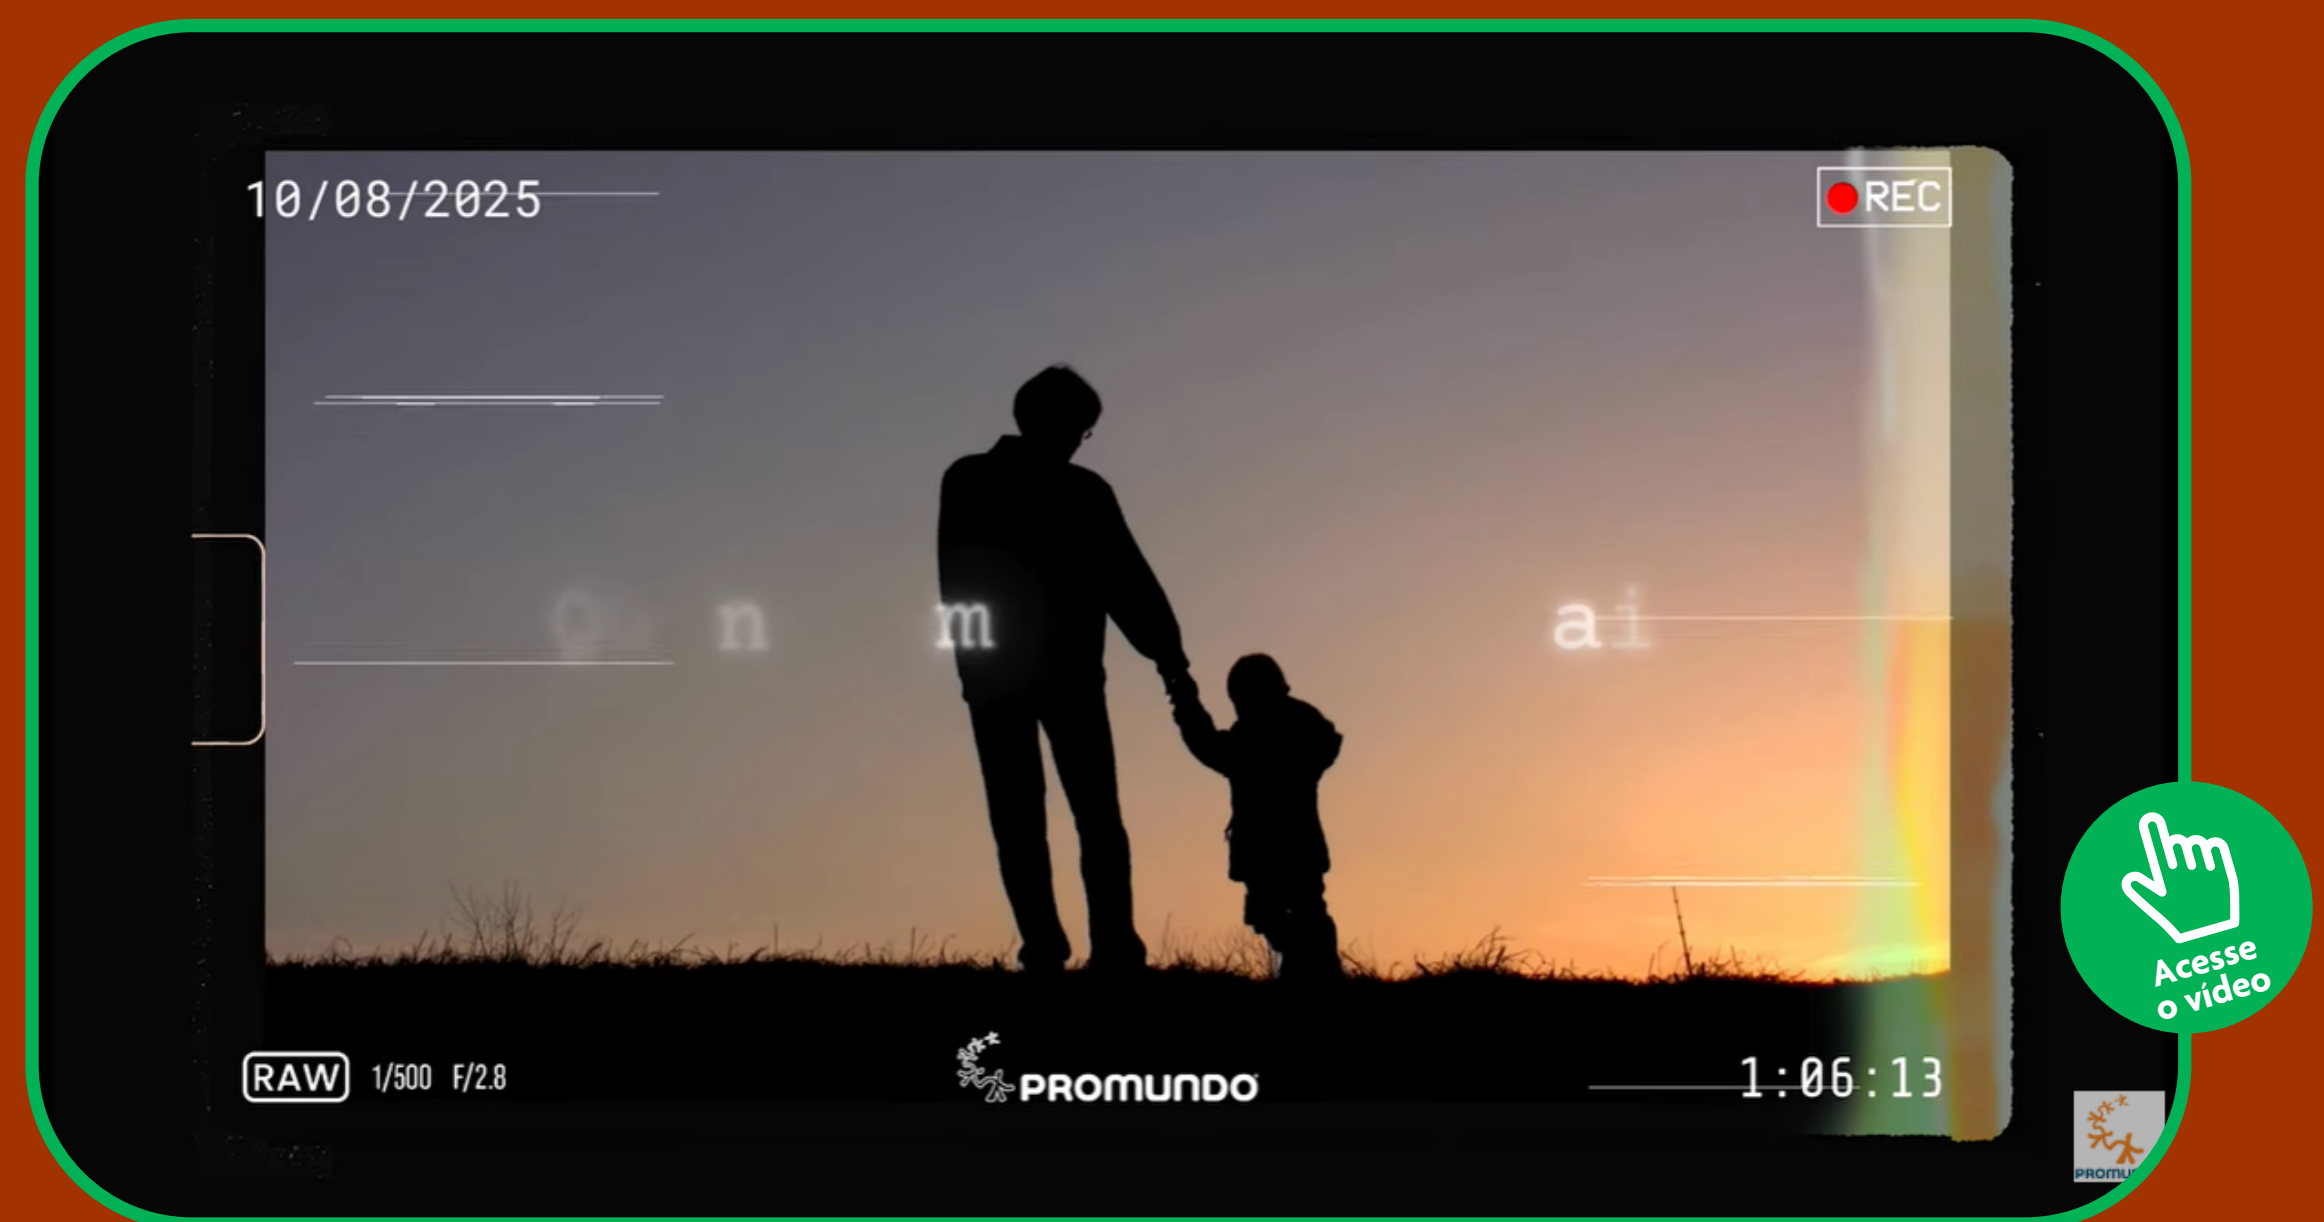 10/08/2025
REC
n m ai
Acesse
o vídeo
RAW 1/500 F/2.8
PROMUNDO
1:06:13